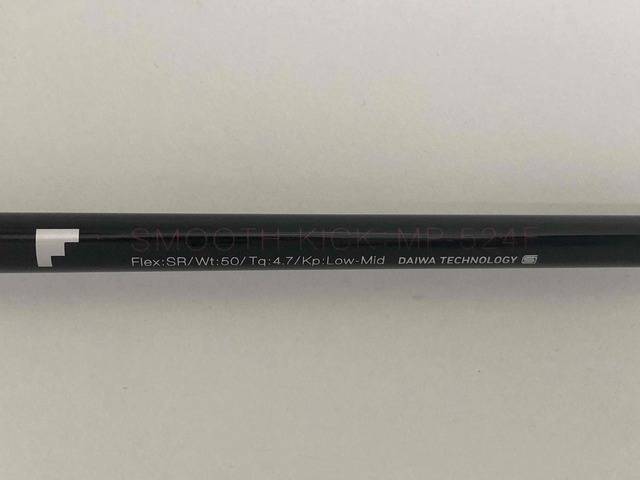 SMOOTH KICK MP-524F
Flex:SR/Wt:50/Tq:4.7/Kp:Low-Mid DAIWA TECHNOLOGY